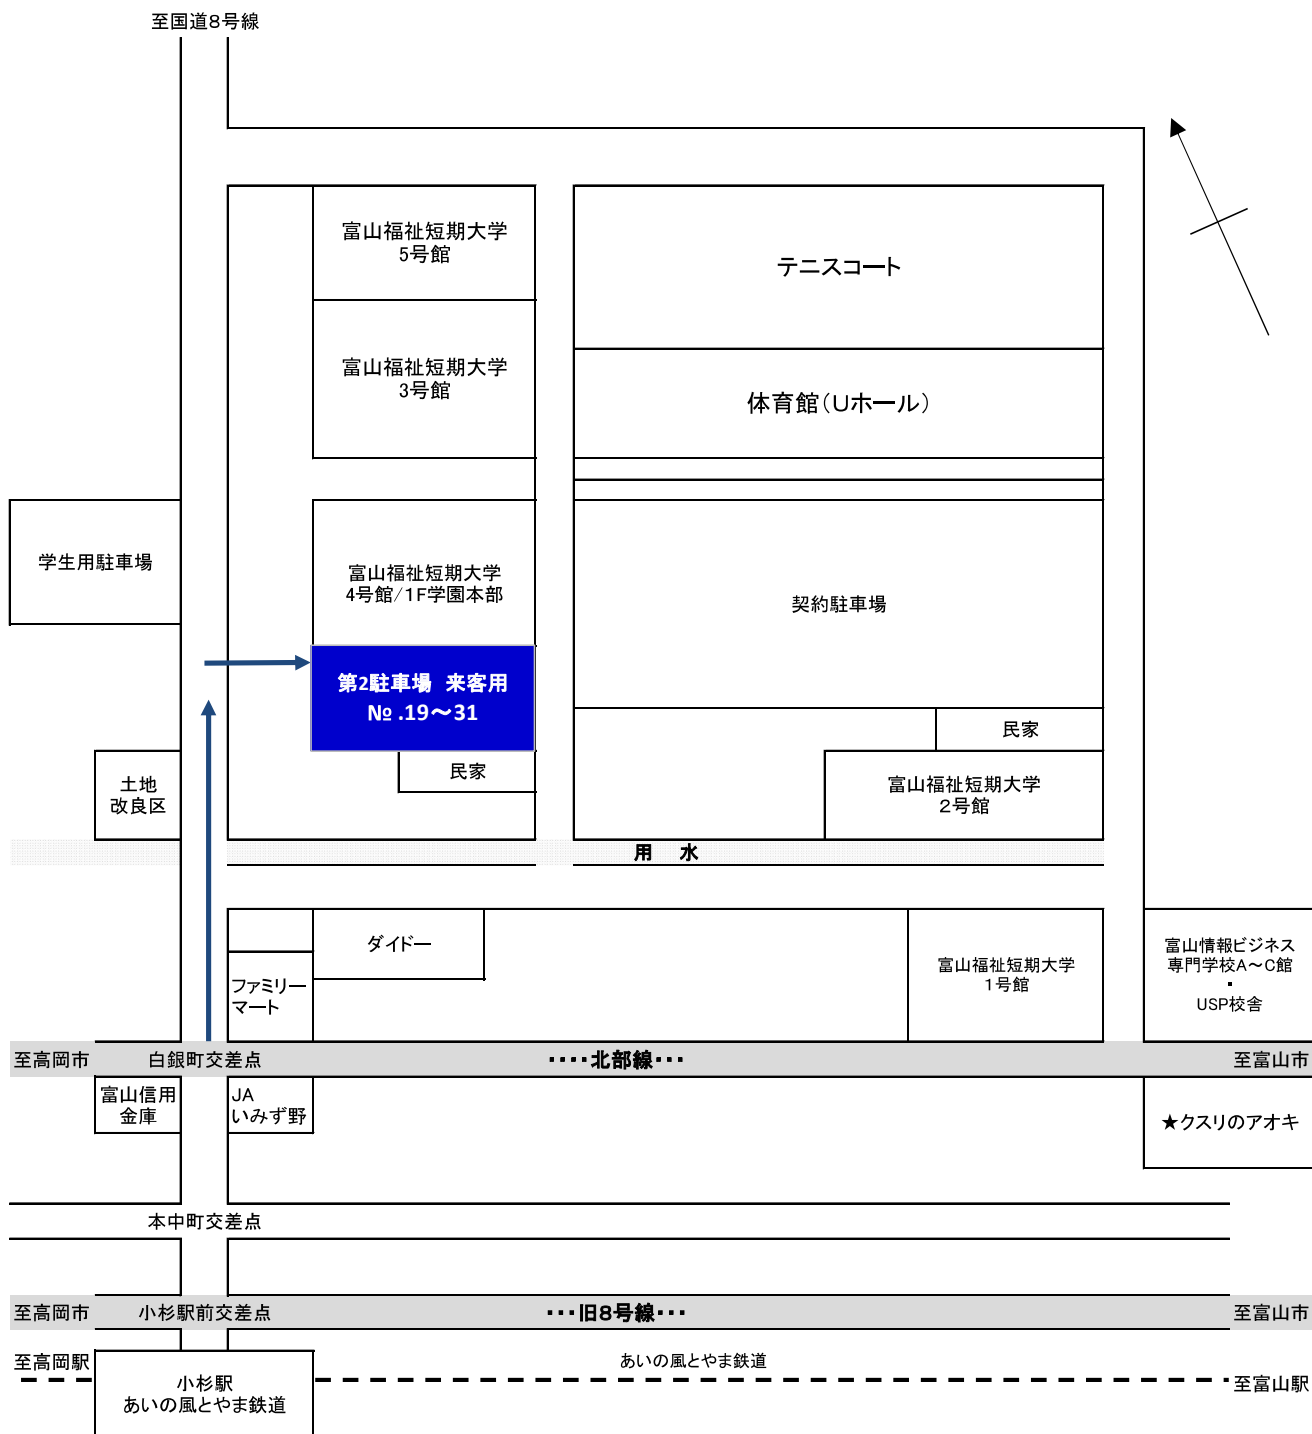 至国道8号線
富山福祉短期大学
5号館
テニスコート
富山福祉短期大学
3号館
体育館(Uホール)
学生用駐車場
富山福祉短期大学
4号館/1F学園本部
契約駐車場
第2駐車場 来客用
№ .19～31
民家
民家
土地
改良区
富山福祉短期大学
2号館
用 水
ダイドー
ファミリー
マート
富山福祉短期大学
1号館
富山情報ビジネス
専門学校A～C館
・
USP校舎
至高岡市
白銀町交差点
・・・・北部線・・・
至富山市
富山信用
金庫
JA
いみず野
★クスリのアオキ
本中町交差点
至高岡市
小杉駅前交差点
・・・旧8号線・・・
至富山市
至高岡駅
あいの風とやま鉄道
小杉駅
あいの風とやま鉄道
至富山駅